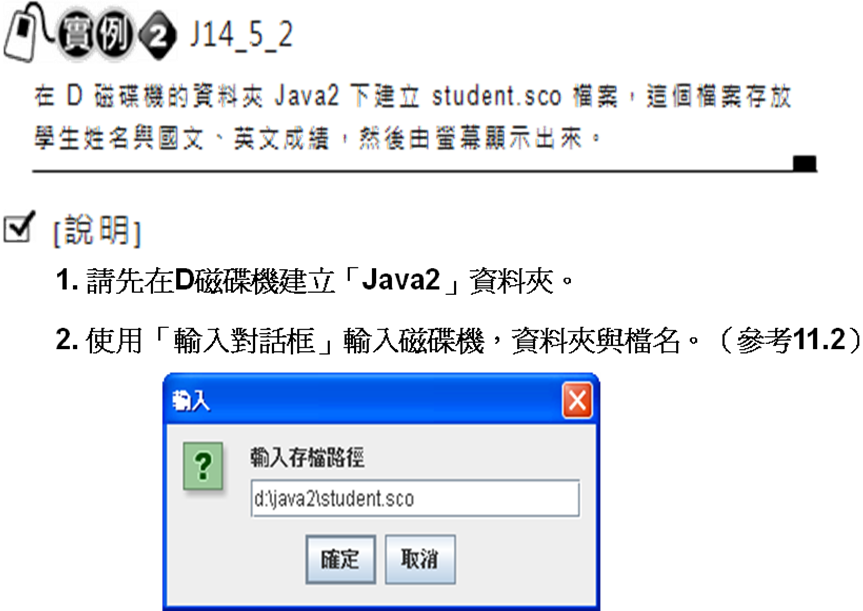 實例2 J14_5_2
在 D 磁碟機的資料夾 Java2 下建立 student.sco 檔案，這個檔案存放
學生姓名與國文、英文成績，然後由螢幕顯示出來。
[說明]
1. 請先在D磁碟機建立「Java2」資料夾。
2. 使用「輸入對話框」輸入磁碟機，資料夾與檔名。（參考11.2）
輸入
?
輸入存檔路徑
d:\java2\student.sco
確定 取消